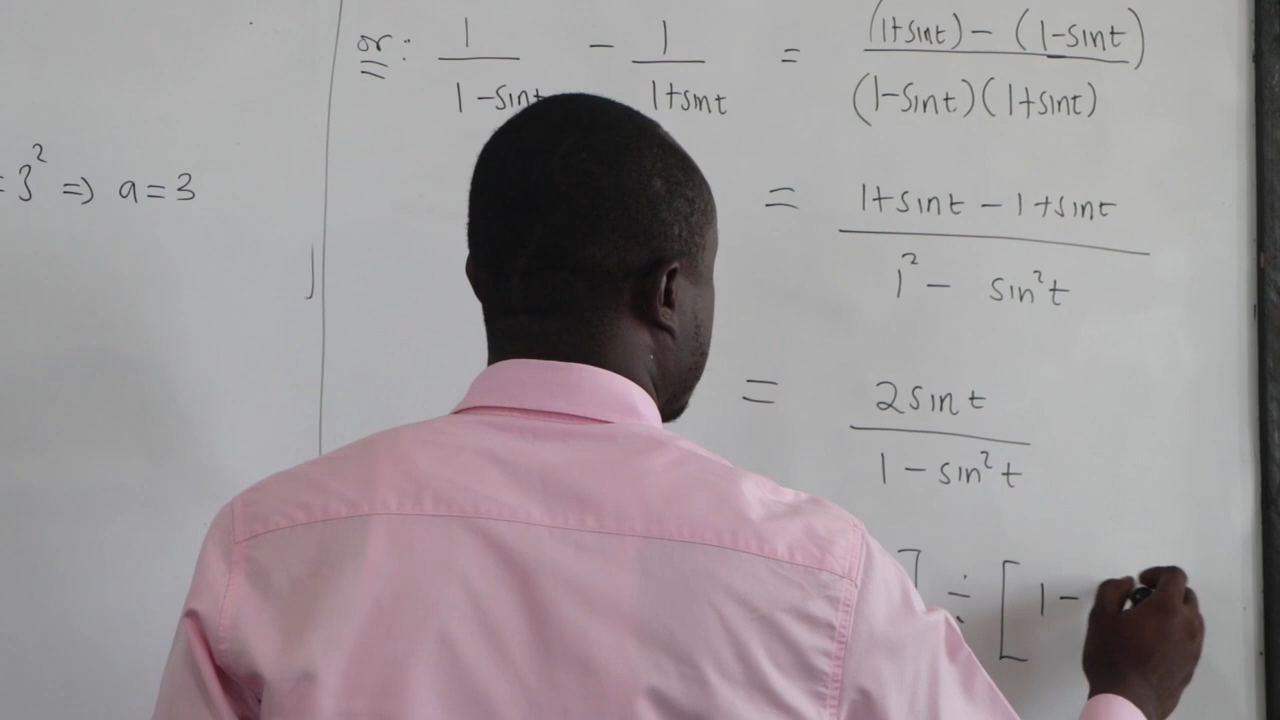 = 3² => a = 3
or: 1/(1 - sint) - 1/(1+sint) = ((1+sint) - (1-sint))/((1-sint)(1+sint))
= (1+sint - 1+sint)/(1² - sin²t)
= 2sint/(1 - sin²t)
] ÷ [ 1 -